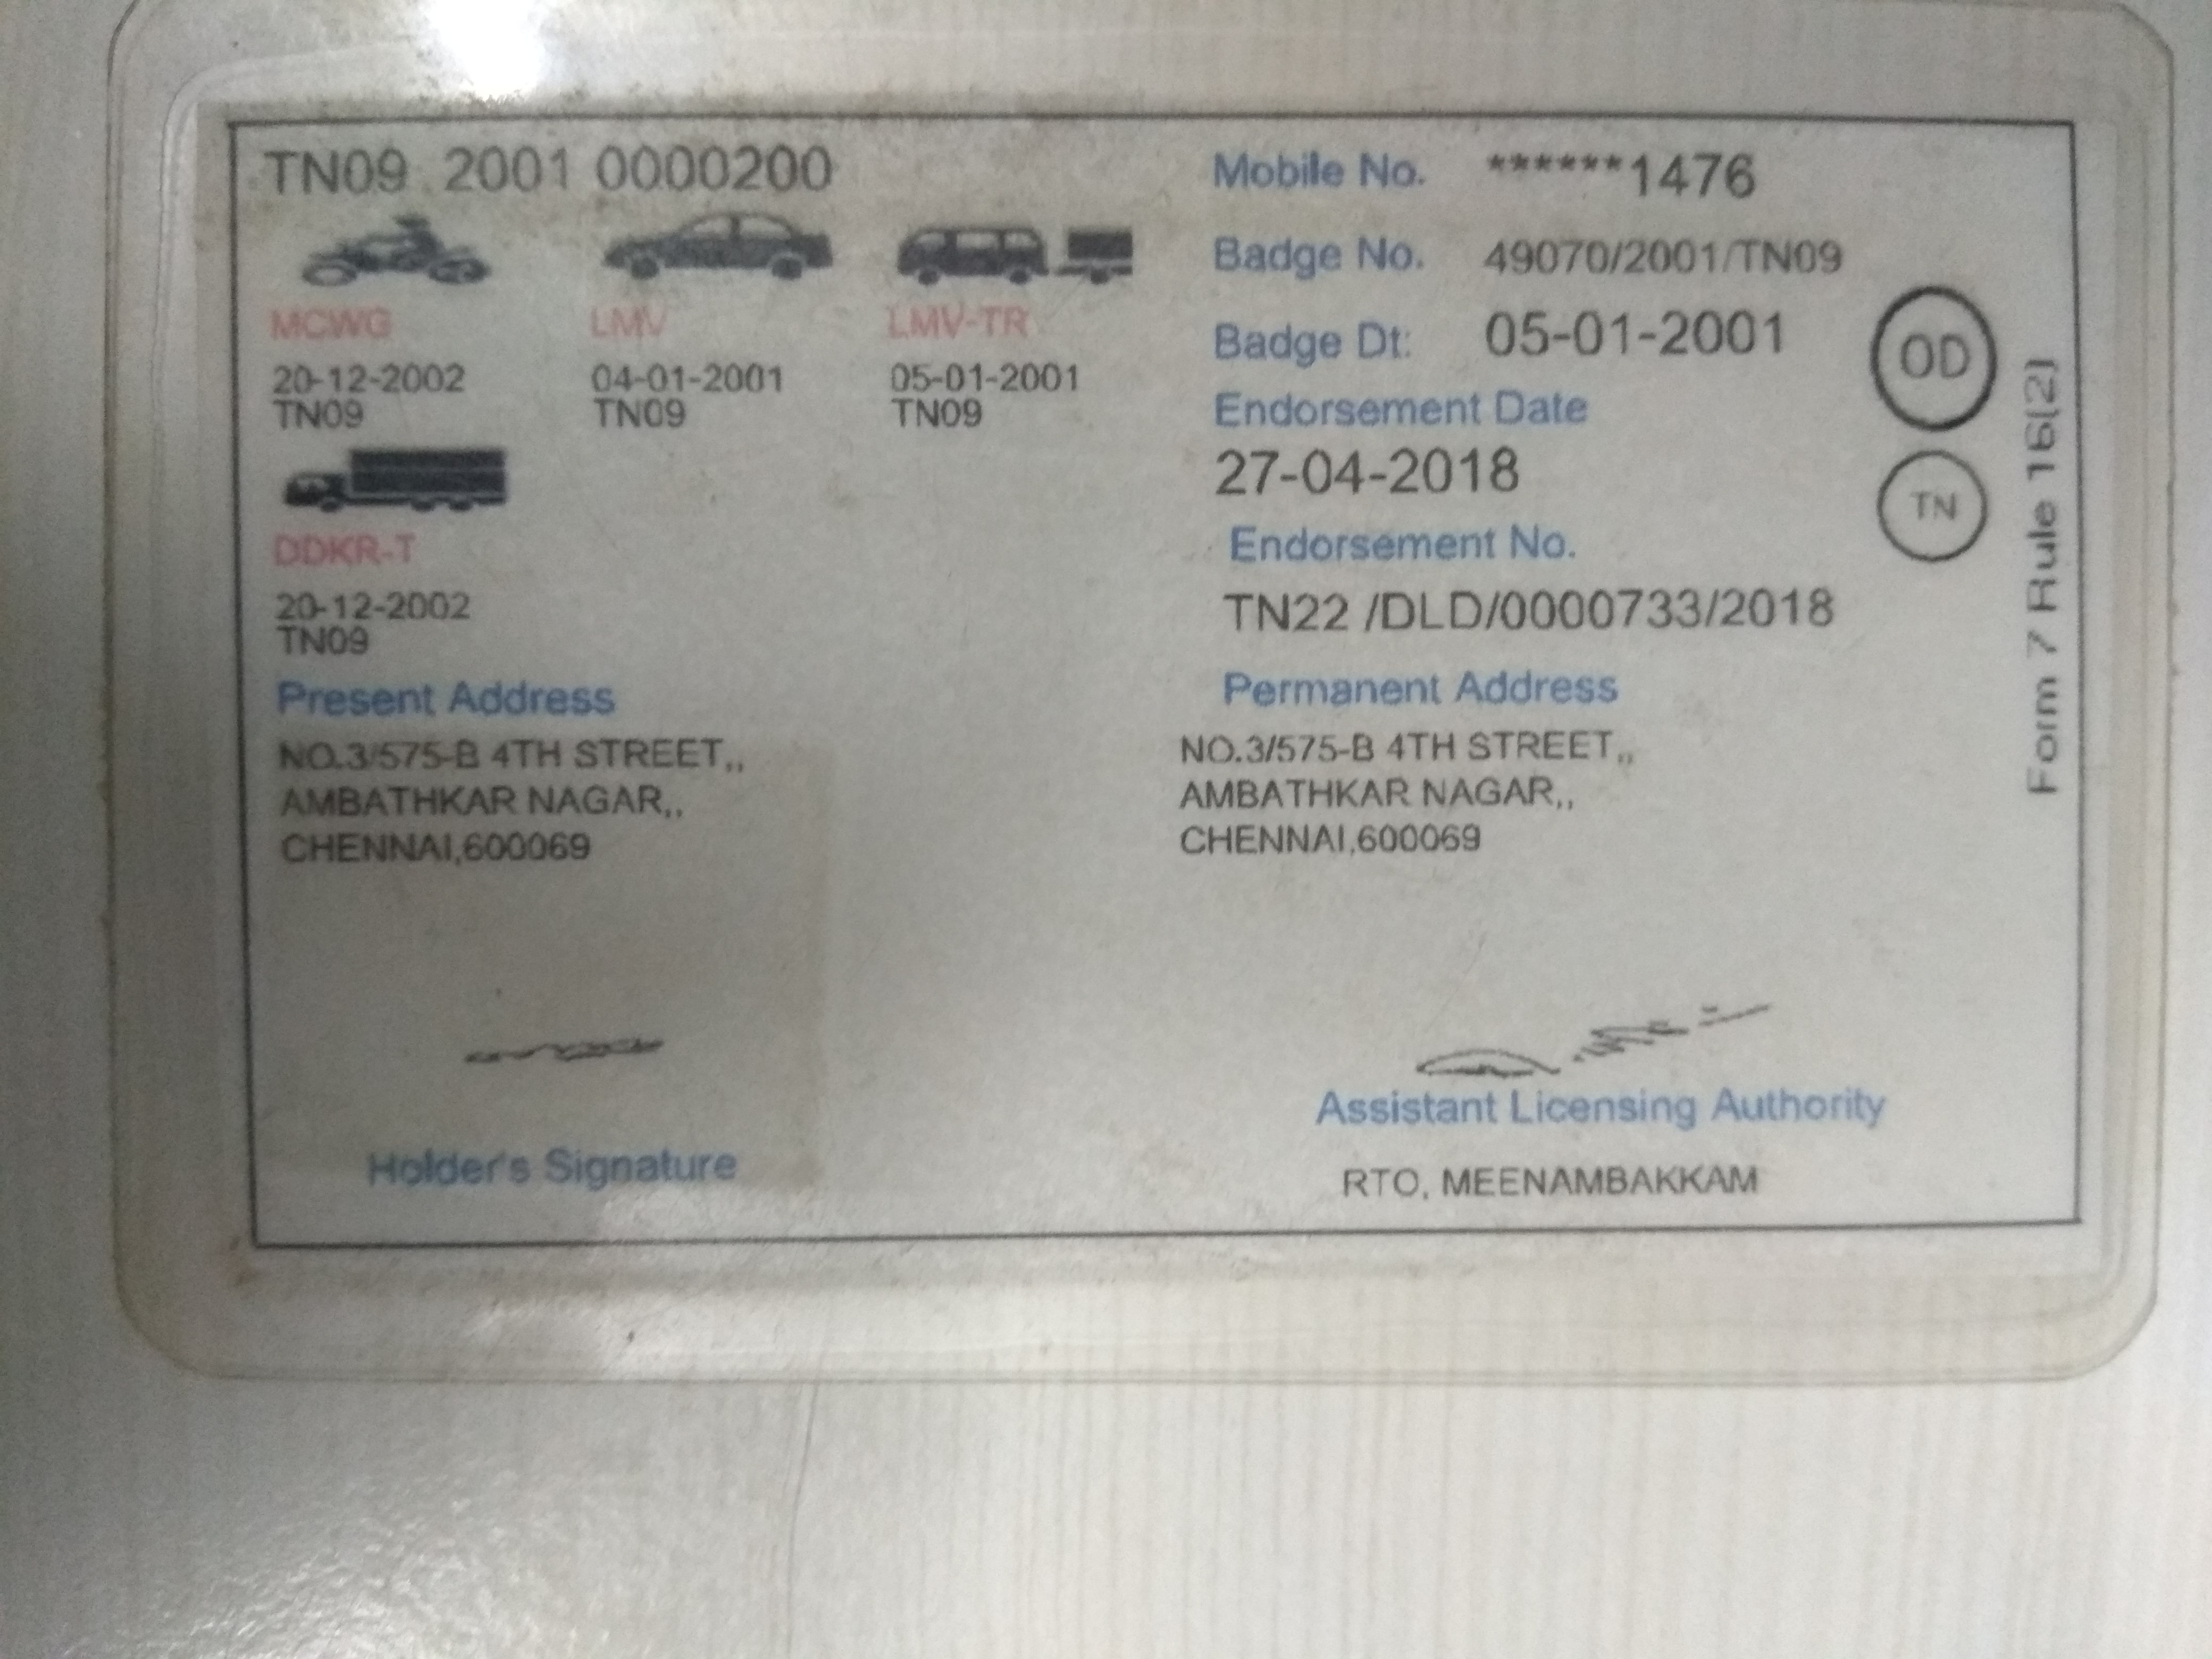 TN09 2001 0000200
MCWG LMV LMV-TR
20-12-2002 04-01-2001 05-01-2001
TN09 TN09 TN09
DDKR-T
20-12-2002
TN09
Present Address
NO.3/575-B 4TH STREET,,
AMBATHKAR NAGAR,,
CHENNAI,600069
Holder's Signature
Mobile No. ******1476
Badge No. 49070/2001/TN09
Badge Dt: 05-01-2001
Endorsement Date
27-04-2018
Endorsement No.
TN22 /DLD/0000733/2018
Permanent Address
NO.3/575-B 4TH STREET,,
AMBATHKAR NAGAR,,
CHENNAI,600069
Assistant Licensing Authority
RTO, MEENAMBAKKAM
OD
TN
Form 7 Rule 16(2)